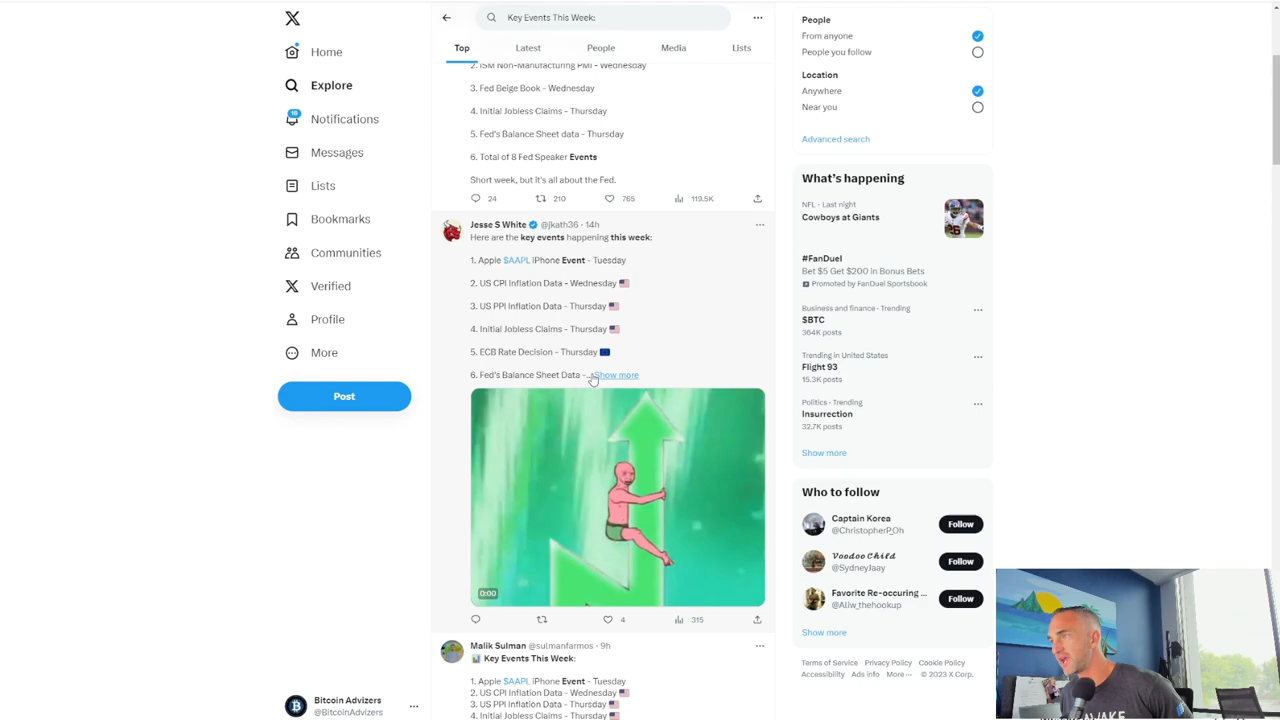 Key Events This Week:
Top
Latest
People
Media
Lists
Home
Explore
16
Notifications
Messages
Lists
Bookmarks
Communities
Verified
Profile
More
Post
Bitcoin Advizers
@BitcoinAdvizers
2. ISM Non-Manufacturing PMI - Wednesday
3. Fed Beige Book - Wednesday
4. Initial Jobless Claims - Thursday
5. Fed's Balance Sheet data - Thursday
6. Total of 8 Fed Speaker Events
Short week, but it's all about the Fed.
24 210 765 119.5K
Jesse S White @jkath36 · 14h
Here are the key events happening this week:
1. Apple $AAPL iPhone Event - Tuesday
2. US CPI Inflation Data - Wednesday
3. US PPI Inflation Data - Thursday
4. Initial Jobless Claims - Thursday
5. ECB Rate Decision - Thursday
6. Fed's Balance Sheet Data -... Show more
0:00
4 315
Malik Sulman @sulmanfarmos · 9h
Key Events This Week:
1. Apple $AAPL iPhone Event - Tuesday
2. US CPI Inflation Data - Wednesday
3. US PPI Inflation Data - Thursday
4. Initial Jobless Claims - Thursday
People
From anyone
People you follow
Location
Anywhere
Near you
Advanced search
What's happening
NFL · Last night
Cowboys at Giants
#FanDuel
Bet $5 Get $200 in Bonus Bets
Promoted by FanDuel Sportsbook
Business and finance · Trending
$BTC
364K posts
Trending in United States
Flight 93
15.3K posts
Politics · Trending
Insurrection
32.7K posts
Show more
Who to follow
Captain Korea
@ChristopherP_Oh
Follow
Voodoo Child
@SydneyJaay
Follow
Favorite Re-occuring ...
@Aliw_thehookup
Follow
Show more
Terms of Service Privacy Policy Cookie Policy
Accessibility Ads info More··· © 2023 X Corp.